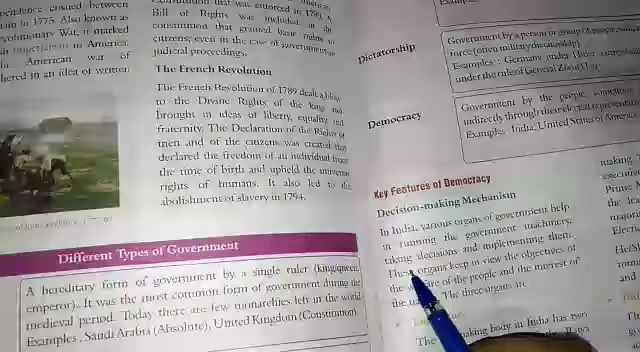 pendence ensued between
tain in 1775. Also known as
volutionary War, it marked
imperialism in America.
American war of
hered in an idea of written
constitution that was enforced in 1789. A
Bill of Rights was included in the
constitution that granted basic rights to
citizens, even in the case of government
judicial proceedings.
The French Revolution
The French Revolution of 1789 dealt a blow
to the Divine Rights of the king and
brought in ideas of liberty, equality and
fraternity. The Declaration of the Rights of
men and of the citizens was created that
declared the freedom of an individual from
the time of birth and upheld the universal
rights of humans. It also led to the
abolishment of slavery in 1794.
Different Types of Government
A hereditary form of government by a single ruler (king/queen/
emperor). It was the most common form of government during the
medieval period. Today there are few monarchies left in the world
Examples : Saudi Arabia (Absolute), United Kingdom (Constitution)
Dictatorship
Government by a person or group of
force (often military dictatorship)
Examples : Germany under Hitler
under the rule of General Zia
Democracy
Government by the people, sometimes
indirectly through their elected
Examples : India, United States of America
Key Features of Democracy
Decision-making Mechanism
In India, various organs of government help
in running the government machinery,
taking decisions and implementing them.
These organs keep in view the objectives of
the of the people and the interest of
the The three organs are
The making body in India has two
making
executive
Prime
the lea
major
Electi